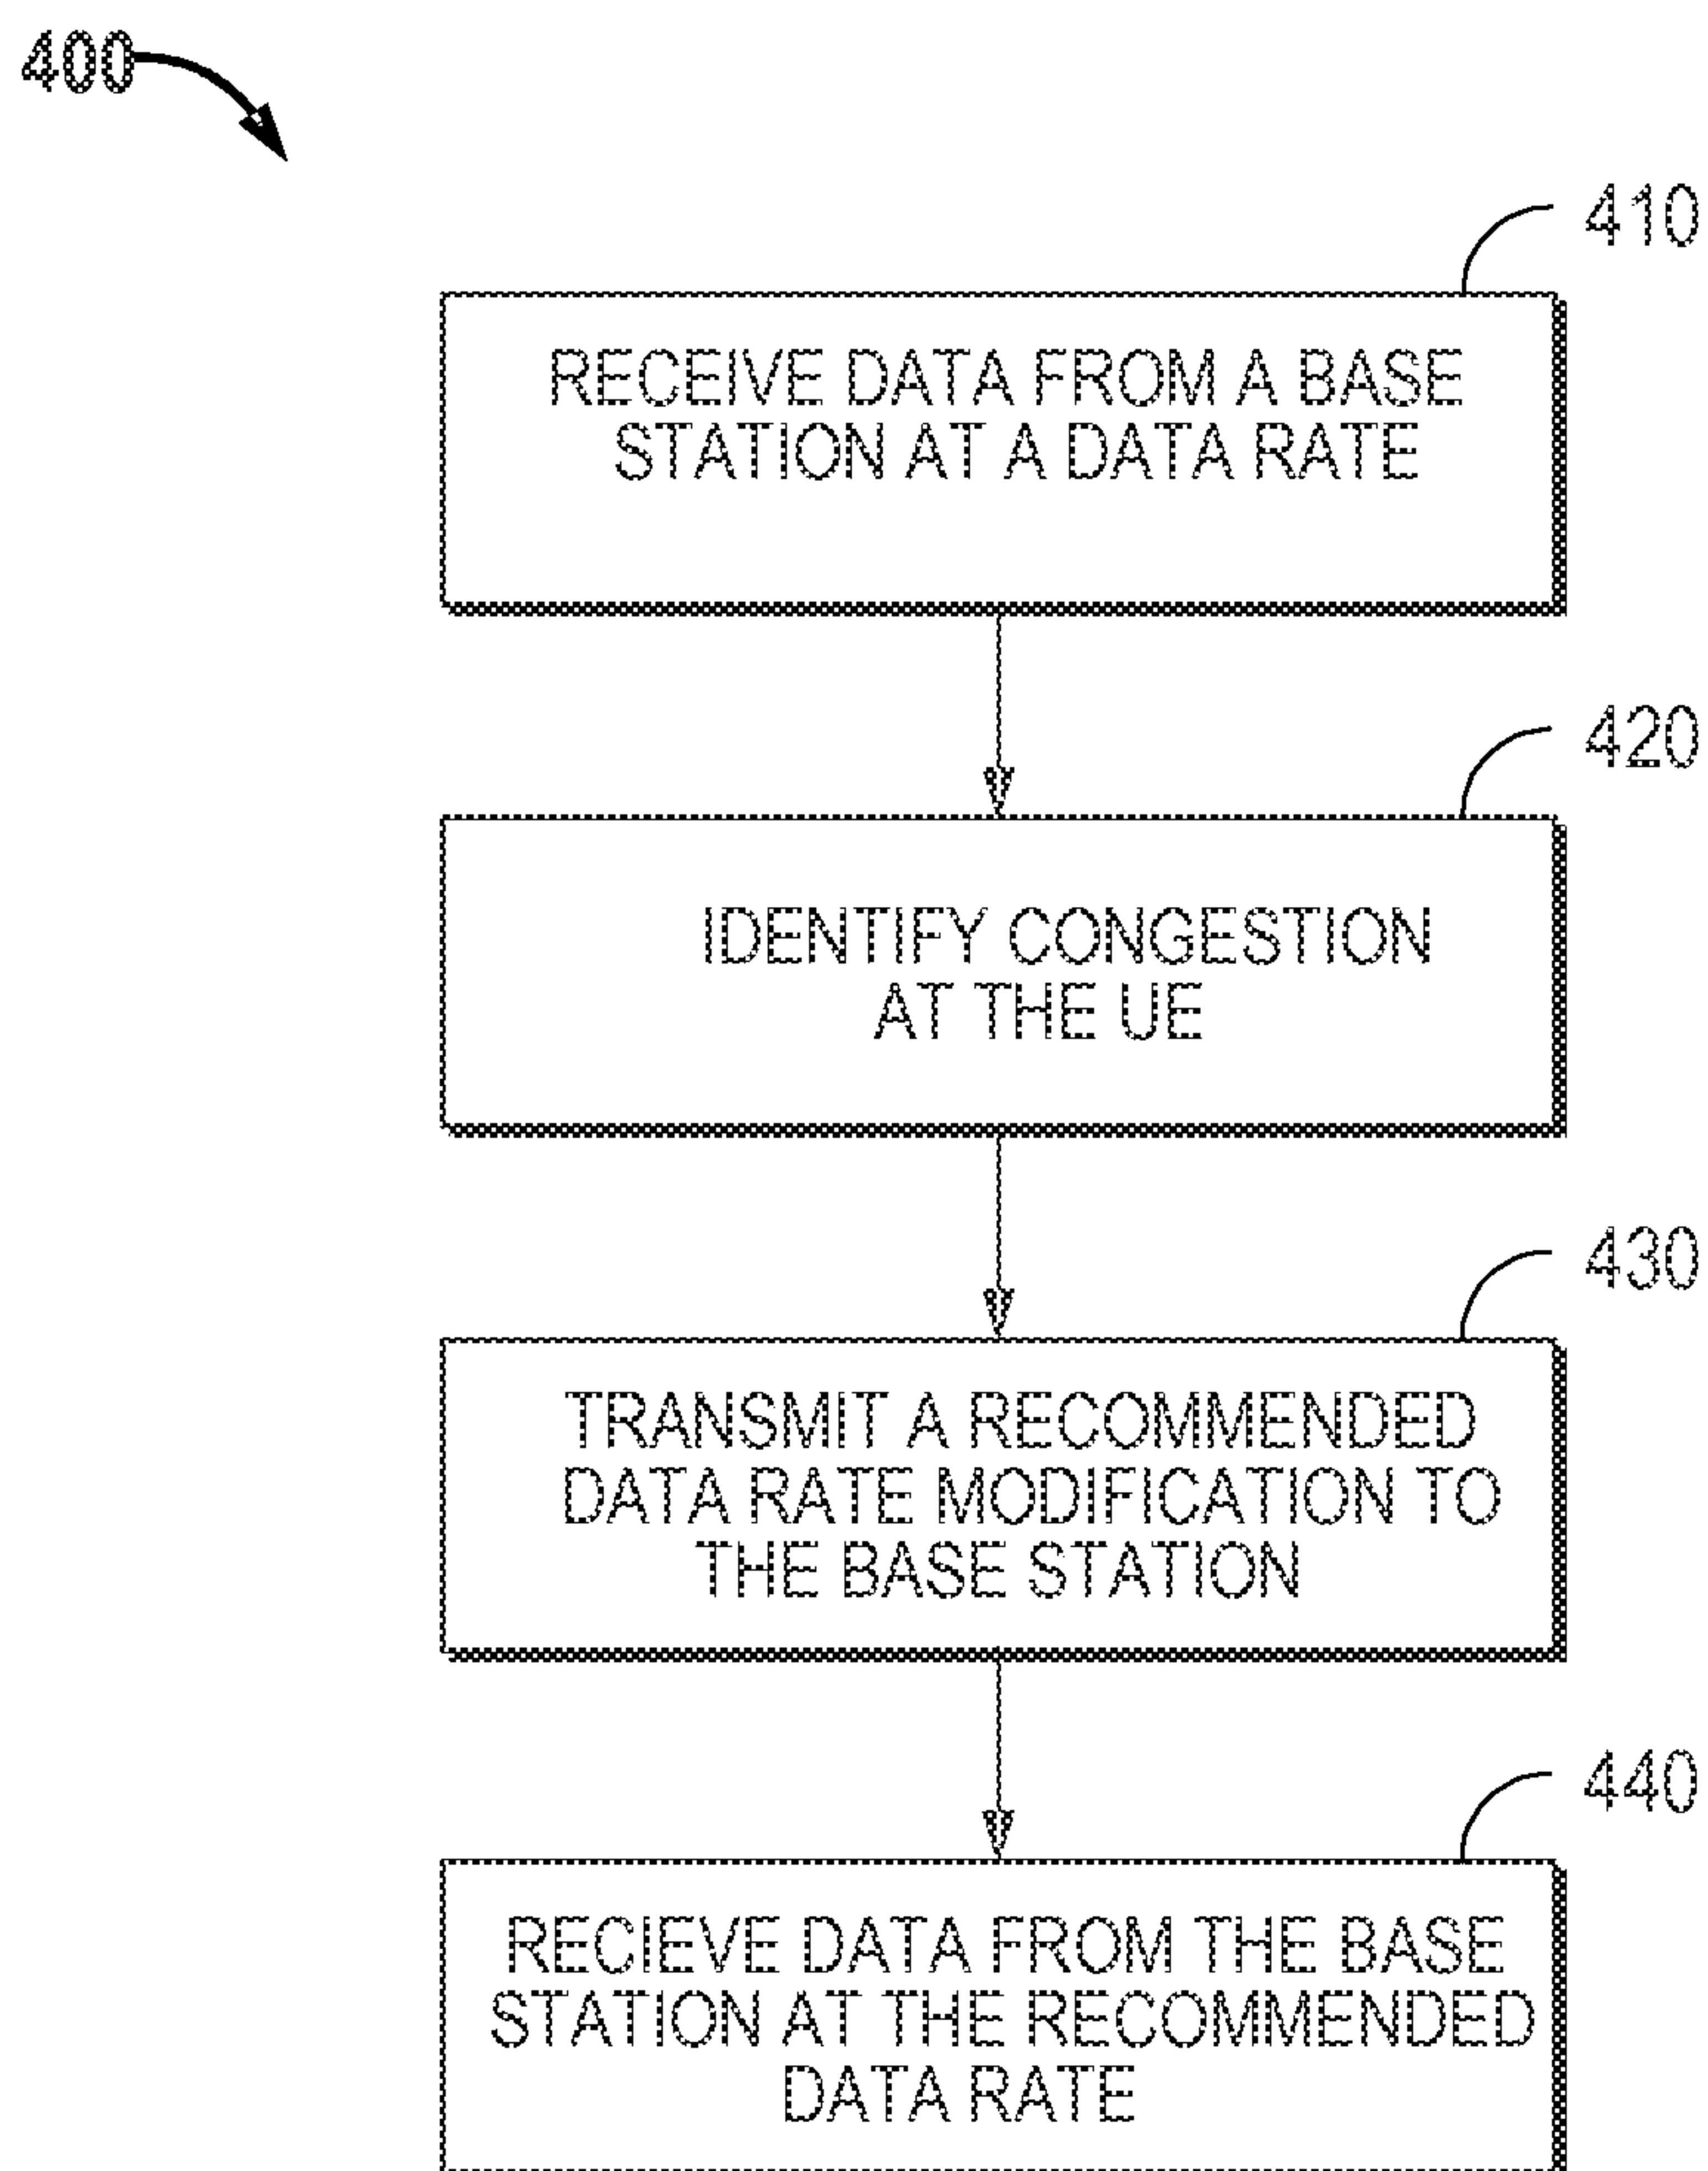 400
410
RECEIVE DATA FROM A BASE
STATION AT A DATA RATE
420
IDENTIFY CONGESTION
AT THE UE
430
TRANSMIT A RECOMMENDED
DATA RATE MODIFICATION TO
THE BASE STATION
440
RECIEVE DATA FROM THE BASE
STATION AT THE RECOMMENDED
DATA RATE